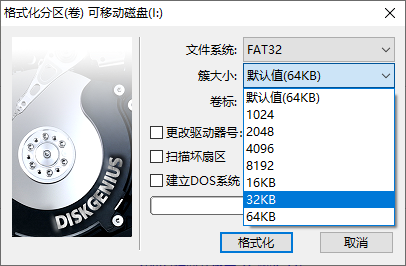 格式化分区(卷) 可移动磁盘(I:)
文件系统: FAT32
簇大小: 默认值(64KB)
卷标: 默认值(64KB)
1024
更改驱动器号: 2048
4096
扫描坏扇区 8192
16KB
建立DOS系统 32KB
64KB
DISKGENIUS
格式化 取消